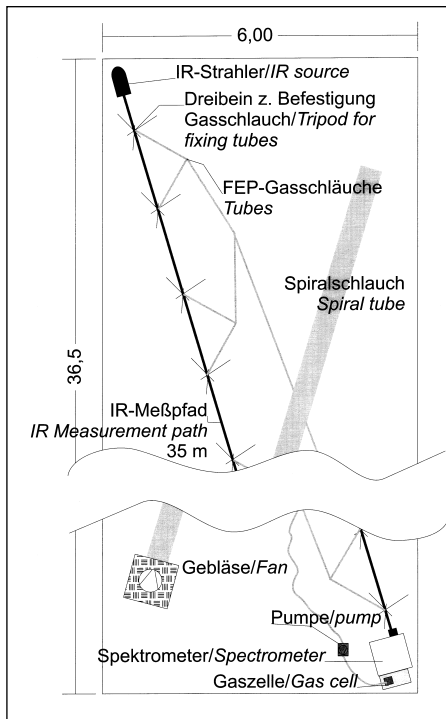 6,00
IR-Strahler/IR source
Dreibein z. Befestigung
Gasschlauch/Tripod for
fixing tubes
FEP-Gasschläuche
Tubes
Spiralschlauch
Spiral tube
36,5
IR-Meßpfad
IR Measurement path
35 m
Gebläse/Fan
Pumpe/pump
Spektrometer/Spectrometer
Gaszelle/Gas cell